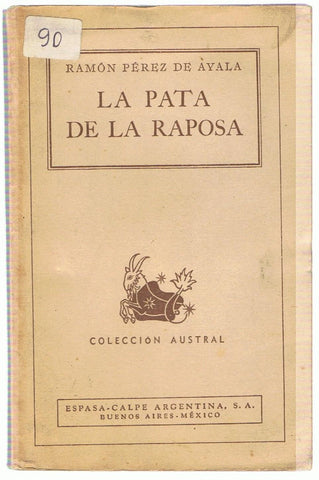 90
RAMÓN PÉREZ DE AYALA
LA PATA
DE LA RAPOSA
COLECCIÓN AUSTRAL
ESPASA-CALPE ARGENTINA, S. A.
BUENOS AIRES-MÉXICO